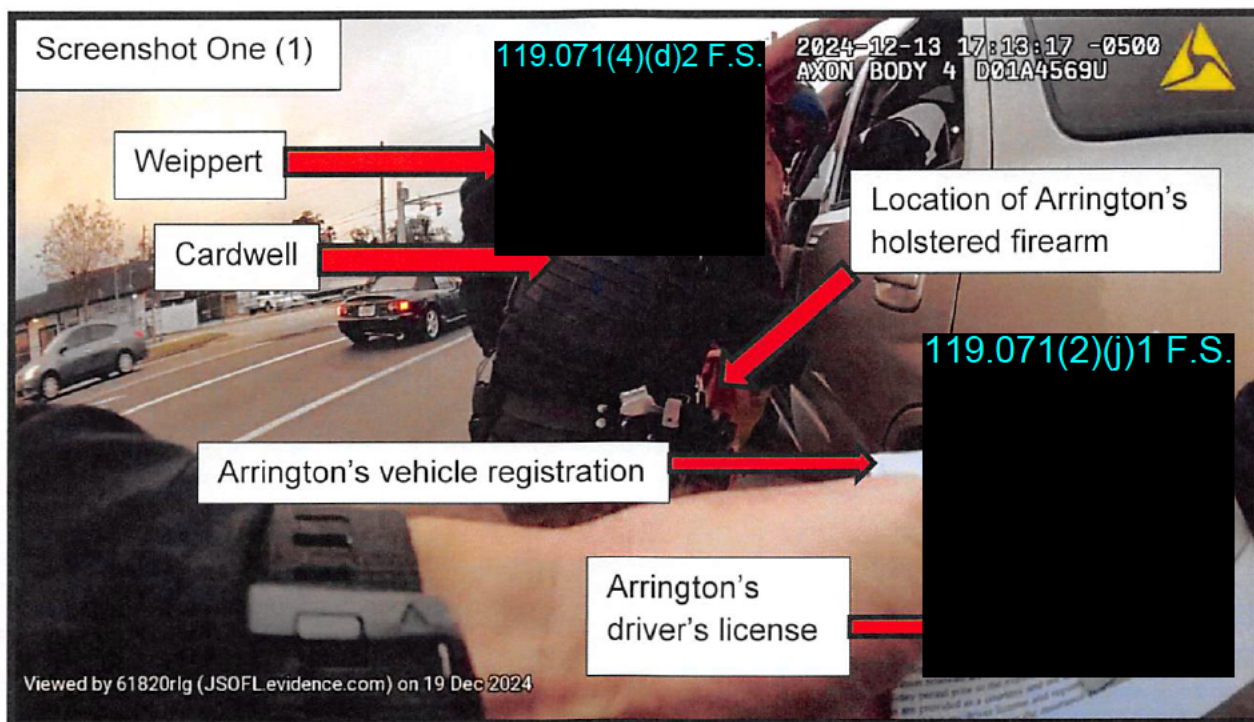 Screenshot One (1)
119.071(4)(d)2 F.S.
2024-12-13 17:13:17 -0500
AXON BODY 4 D01A4569U
Weippert
Cardwell
Location of Arrington's
holstered firearm
119.071(2)(j)1 F.S.
Arrington's vehicle registration
Arrington's
driver's license
Viewed by 61820rlg (JSOFL.evidence.com) on 19 Dec 2024